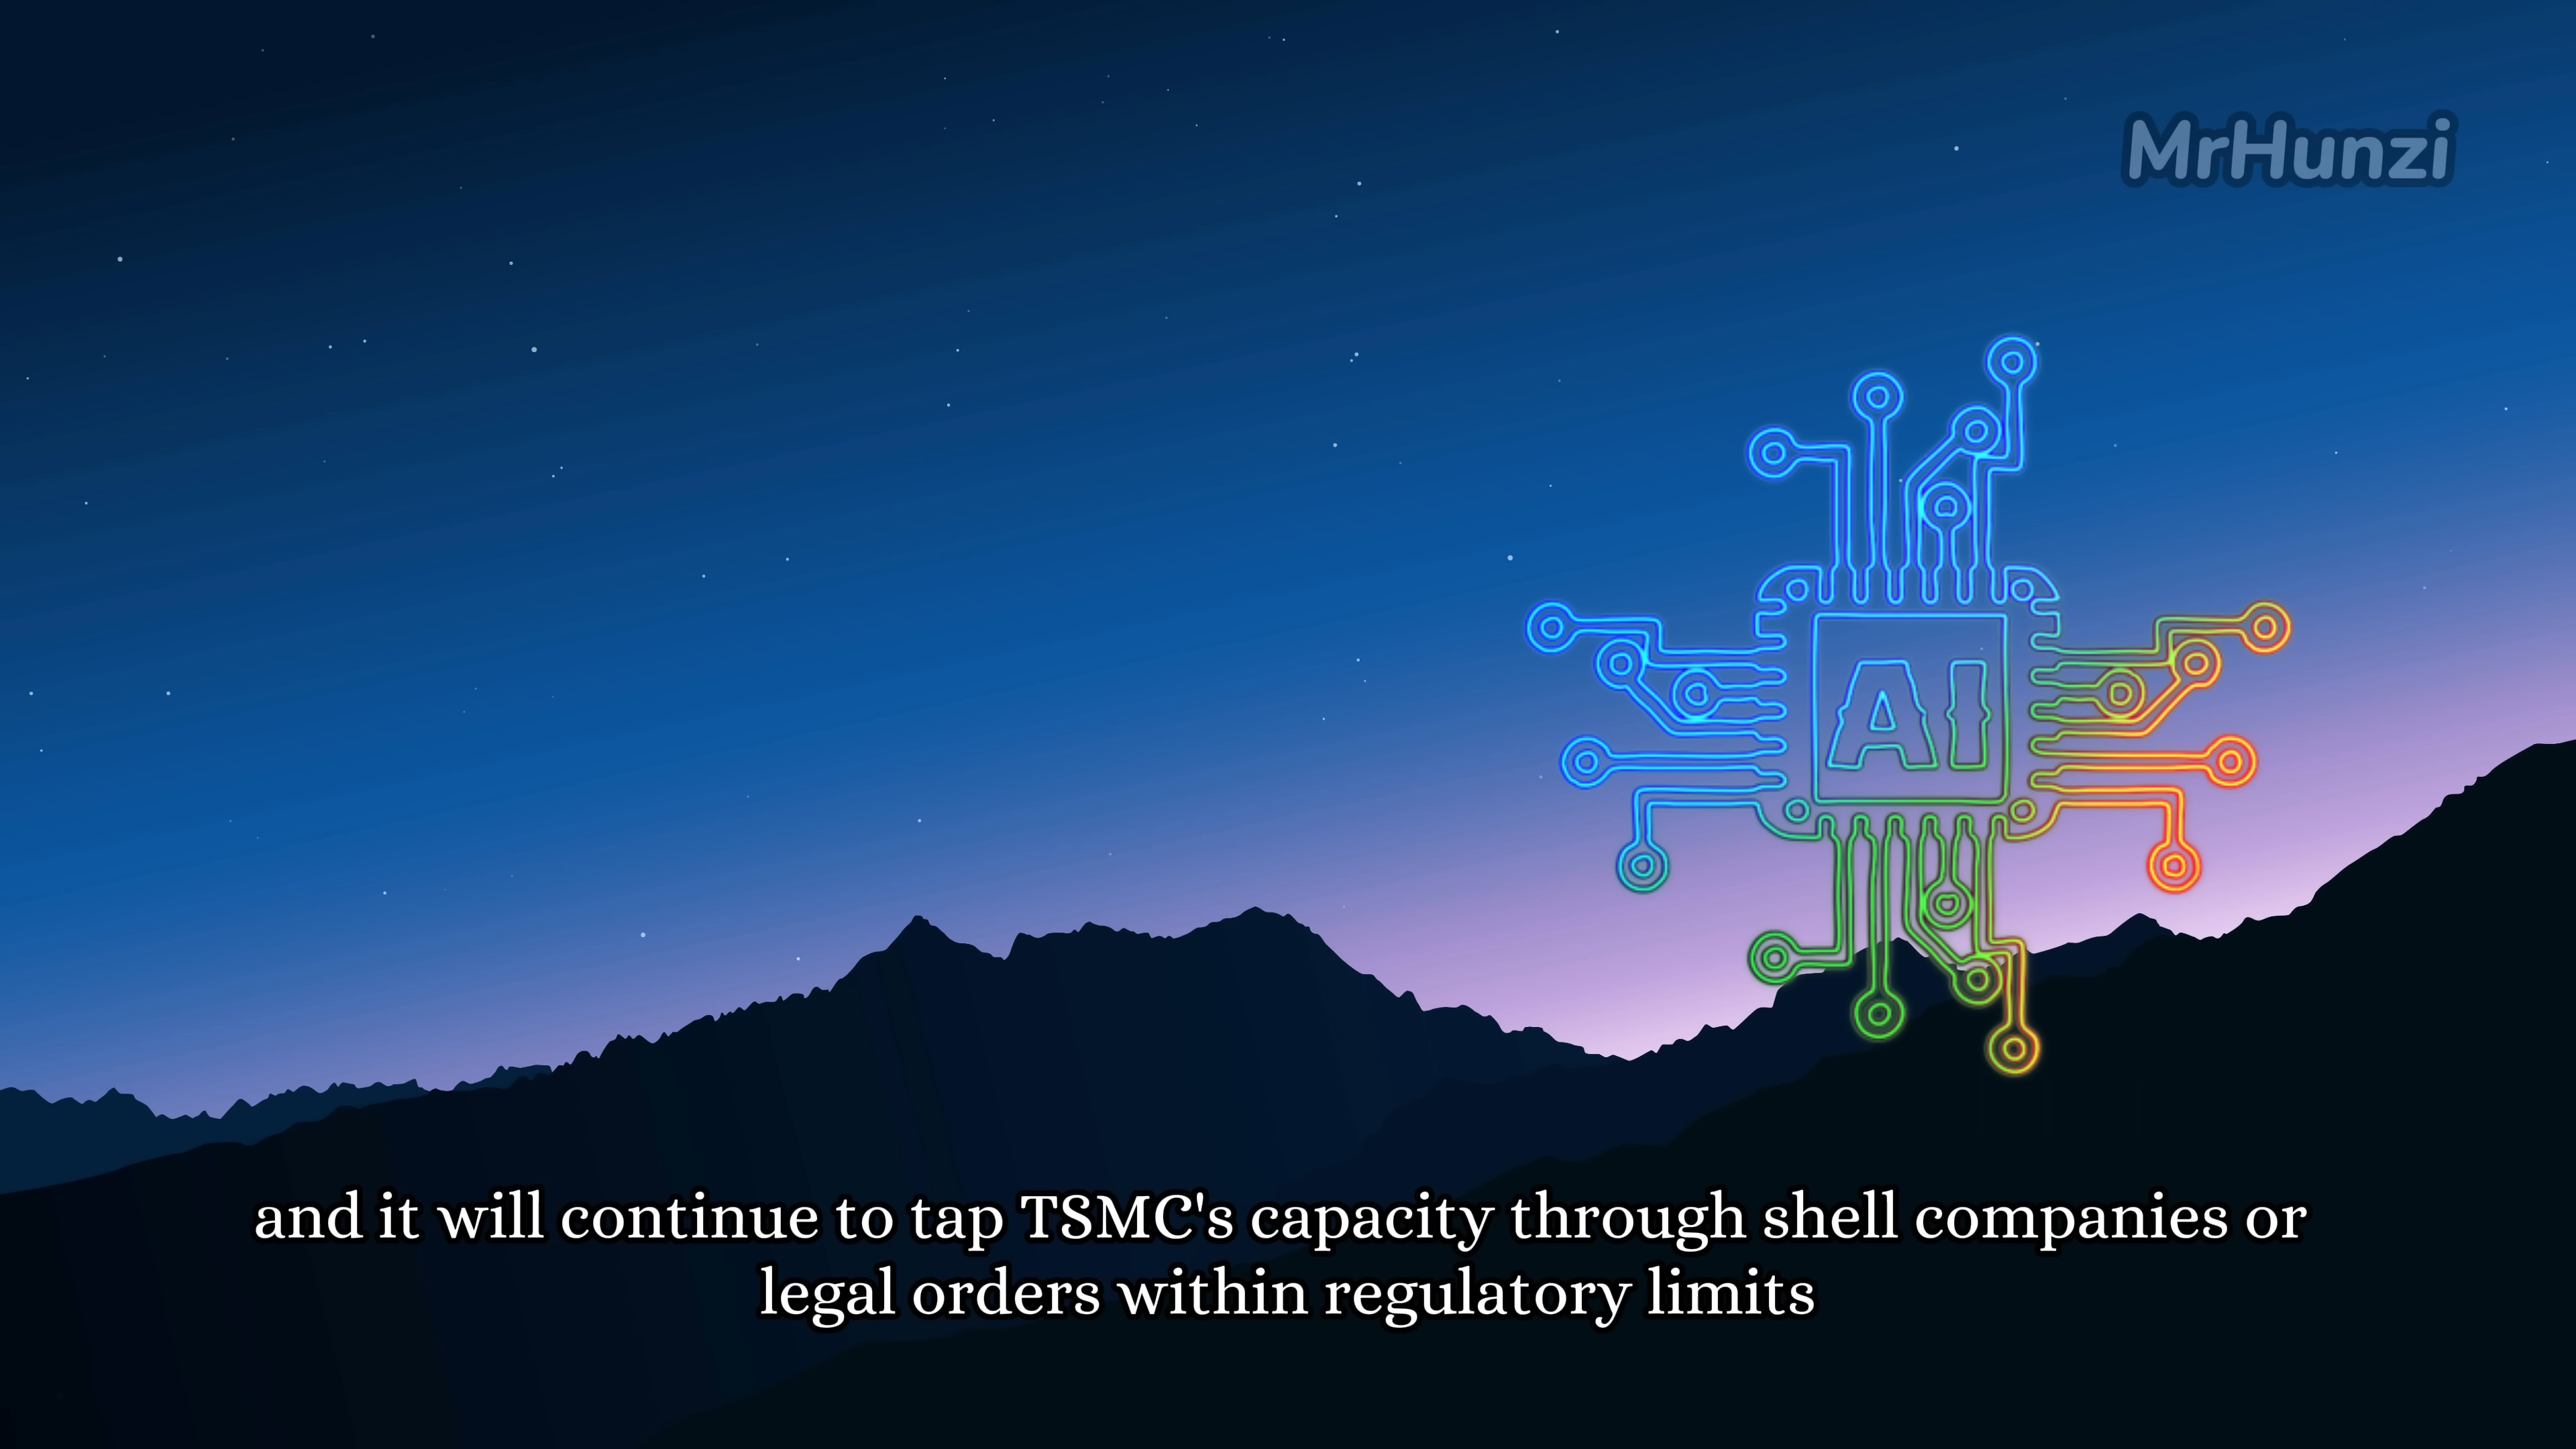 MrHunzi
AI
and it will continue to tap TSMC's capacity through shell companies or
legal orders within regulatory limits